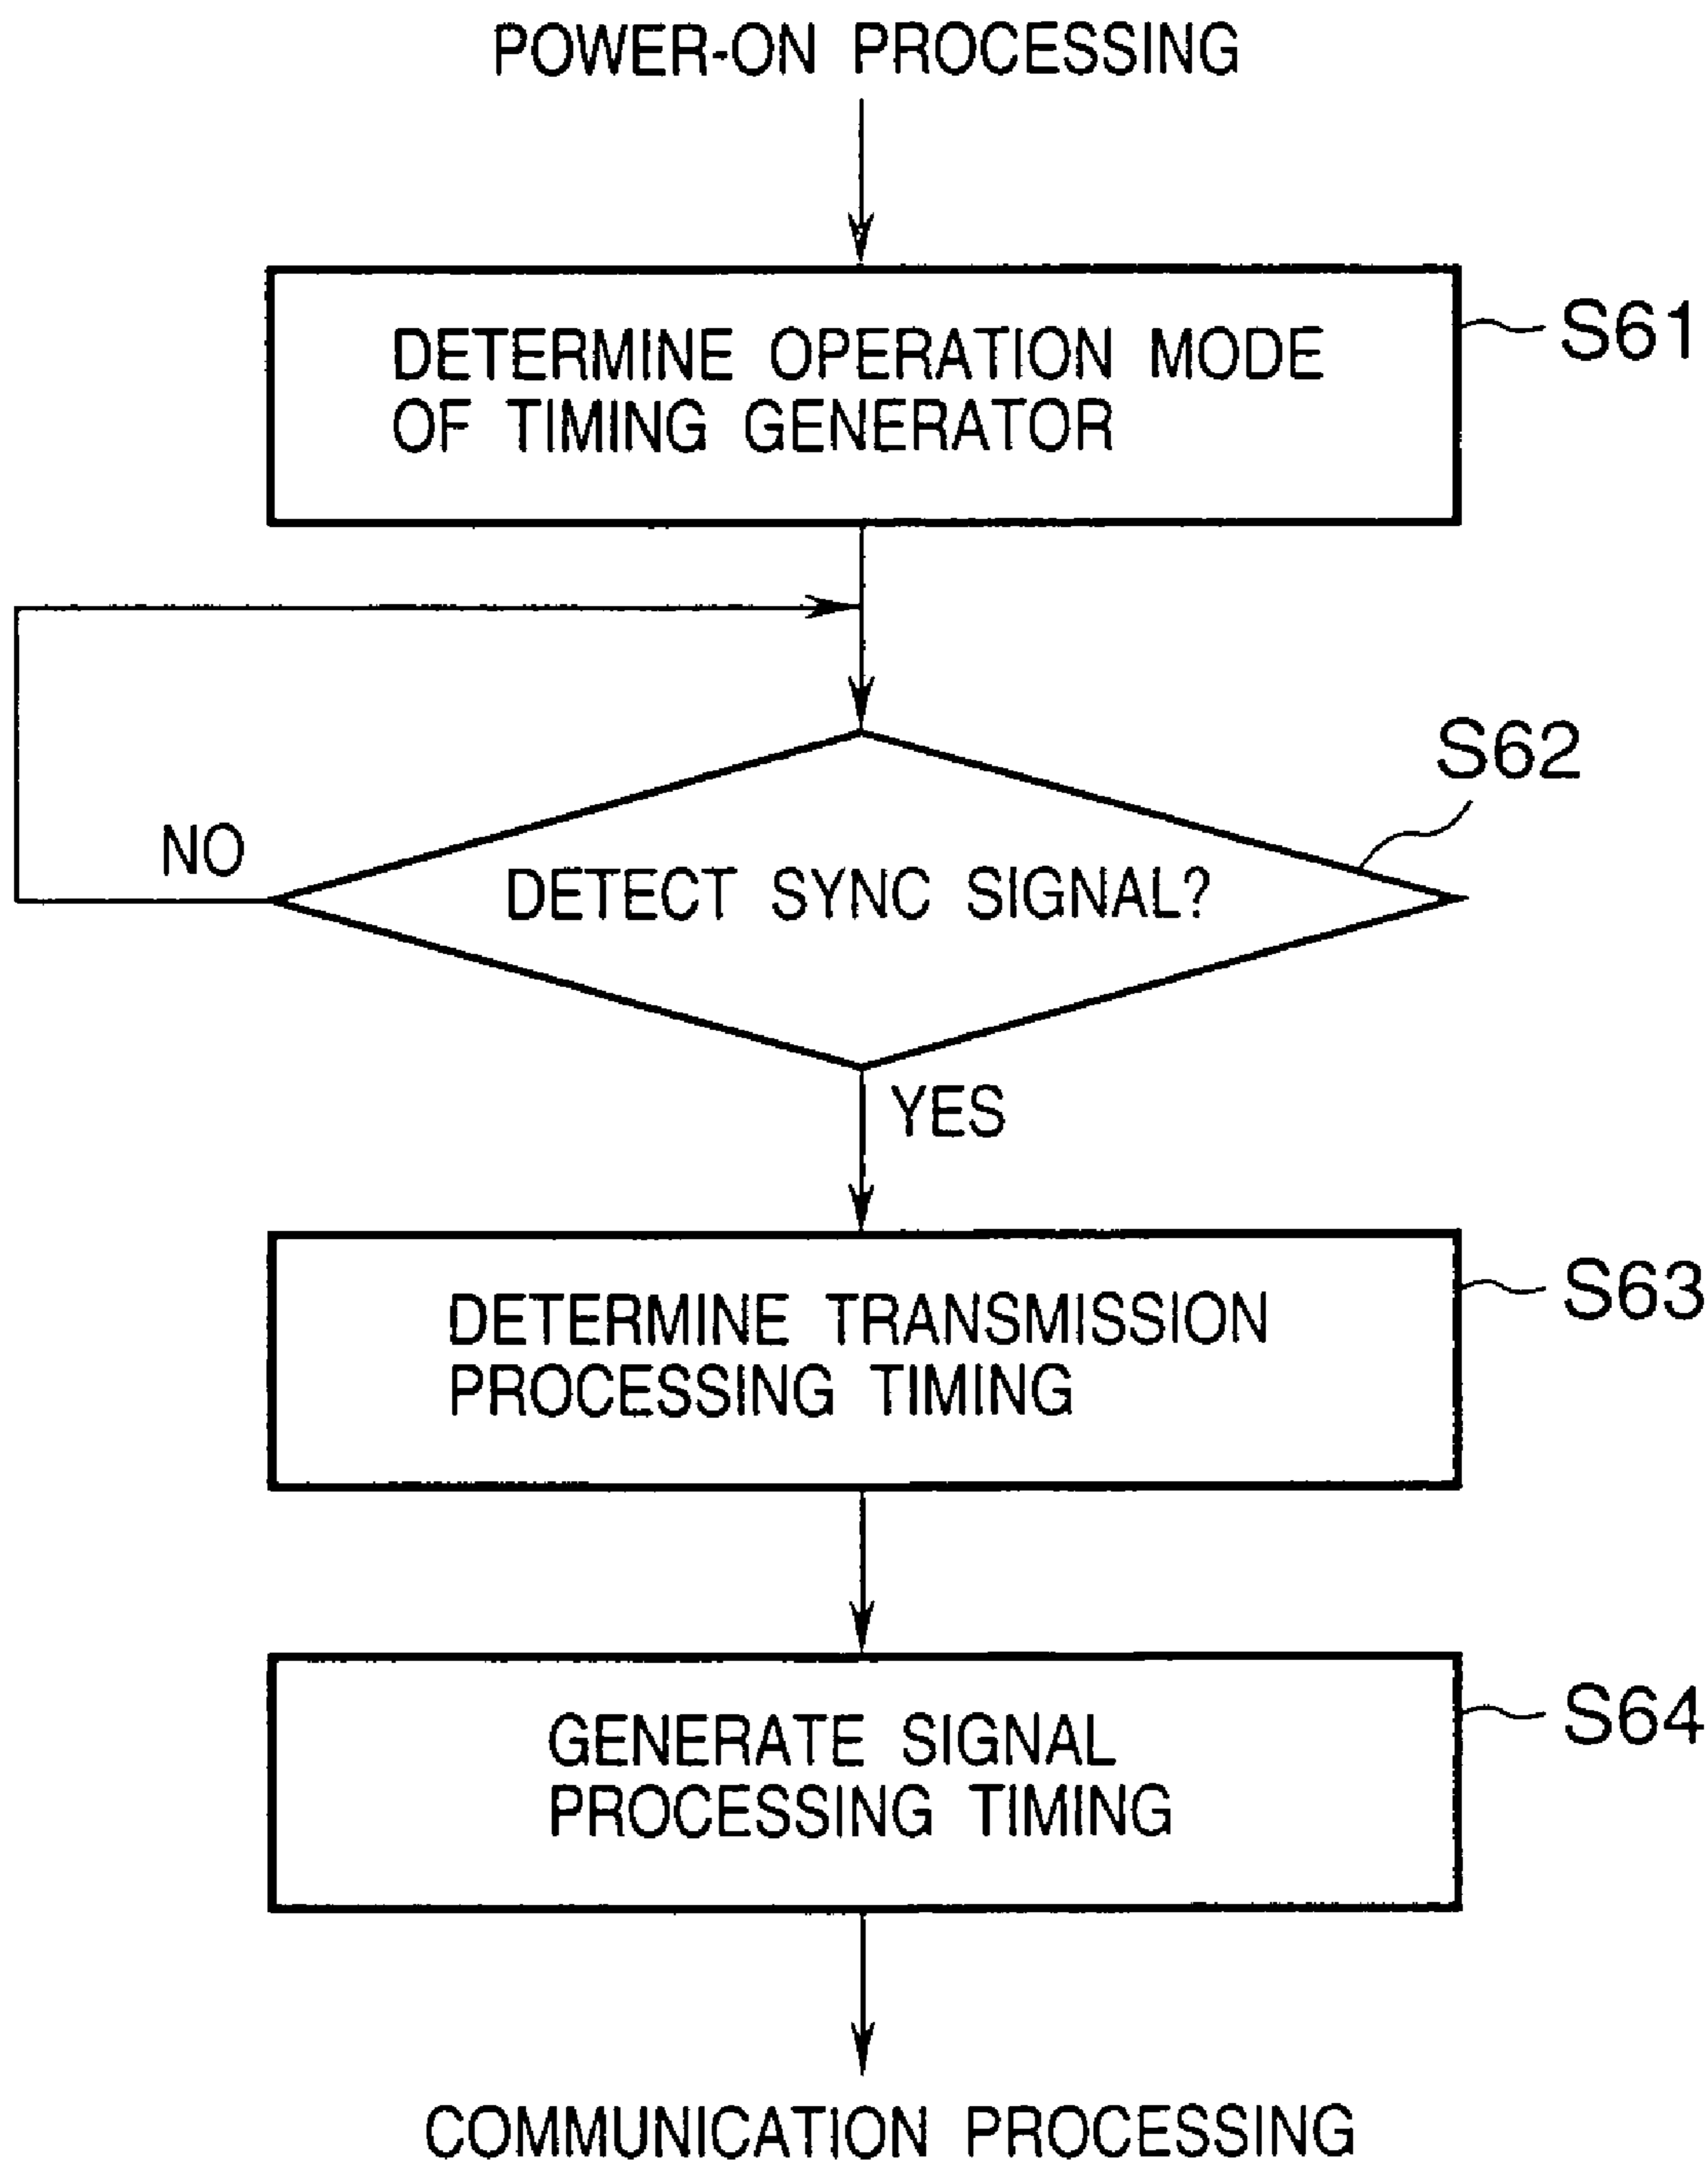 POWER-ON PROCESSING
DETERMINE OPERATION MODE
OF TIMING GENERATOR
S61
S62
NO
DETECT SYNC SIGNAL?
YES
DETERMINE TRANSMISSION
PROCESSING TIMING
S63
GENERATE SIGNAL
PROCESSING TIMING
S64
COMMUNICATION PROCESSING